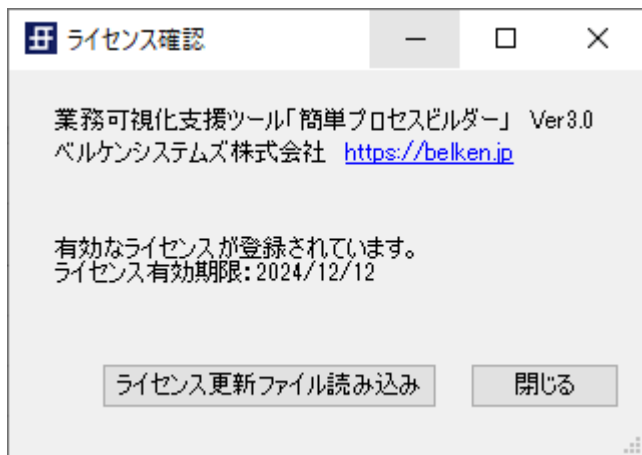 ライセンス確認
業務可視化支援ツール「簡単プロセスビルダー」 Ver3.0
ベルケンシステムズ株式会社 https://belken.jp
有効なライセンスが登録されています。
ライセンス有効期限：2024/12/12
ライセンス更新ファイル読み込み 閉じる